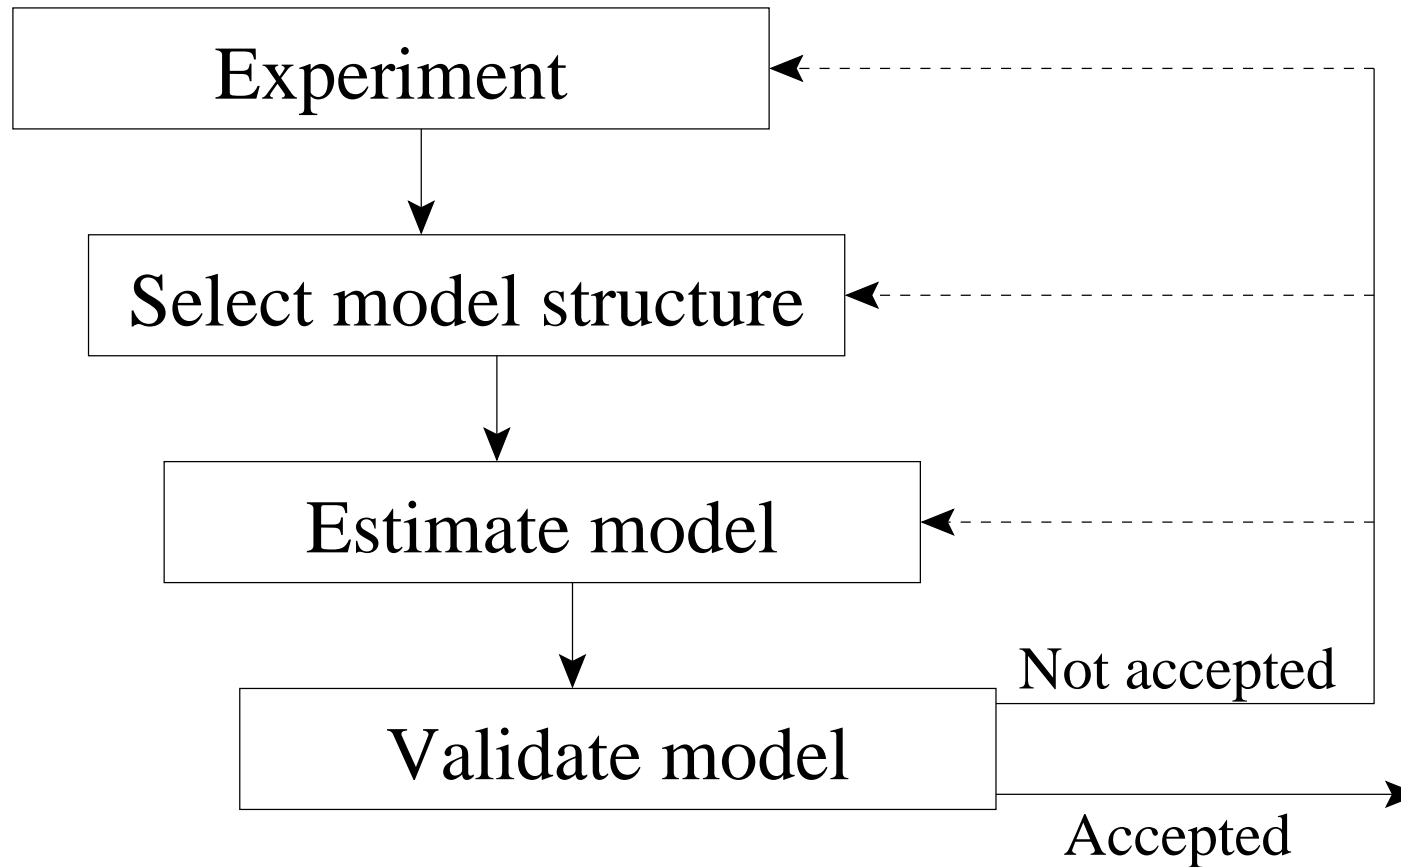 Experiment
Select model structure
Estimate model
Not accepted
Validate model
Accepted